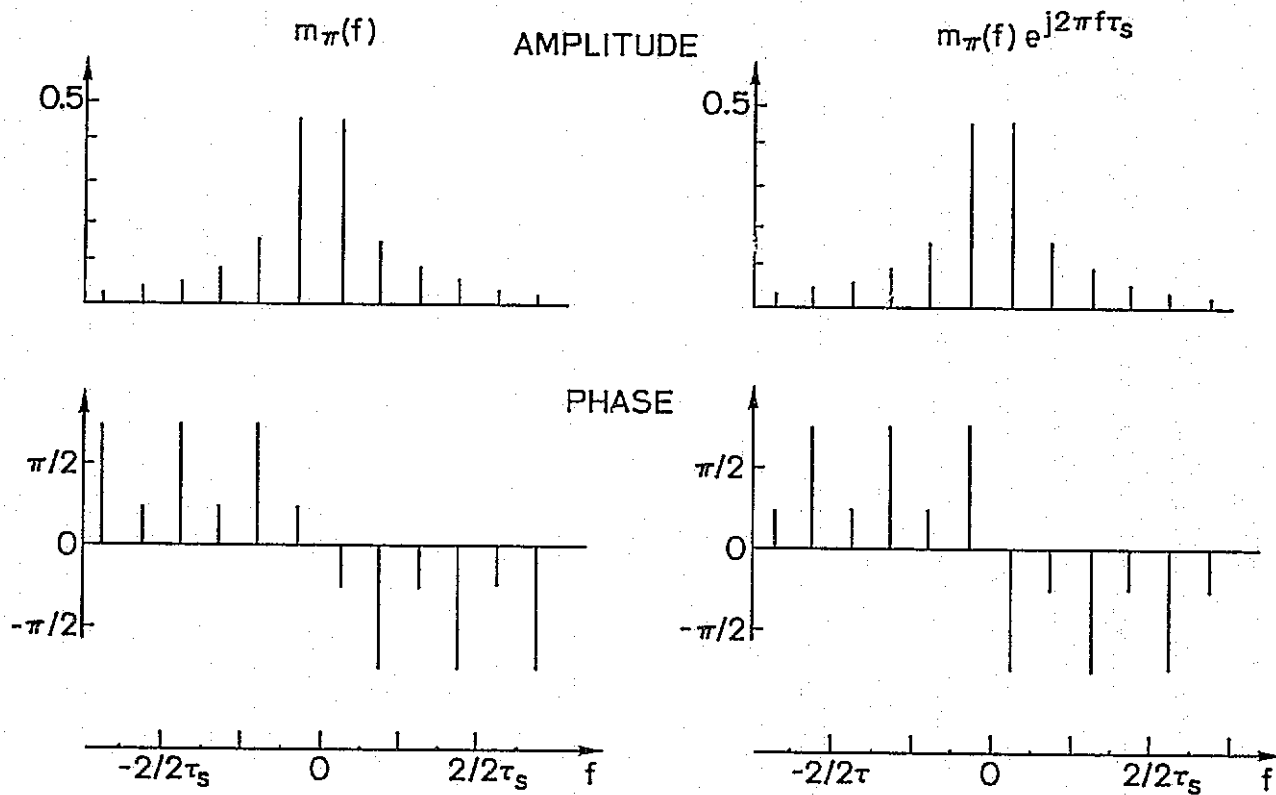 m_π(f)
AMPLITUDE
m_π(f) e^{j2πfτ_s}
0.5
0.5
PHASE
π/2
0
-π/2
π/2
0
-π/2
-2/2τ_s 0 2/2τ_s f
-2/2τ 0 2/2τ_s f